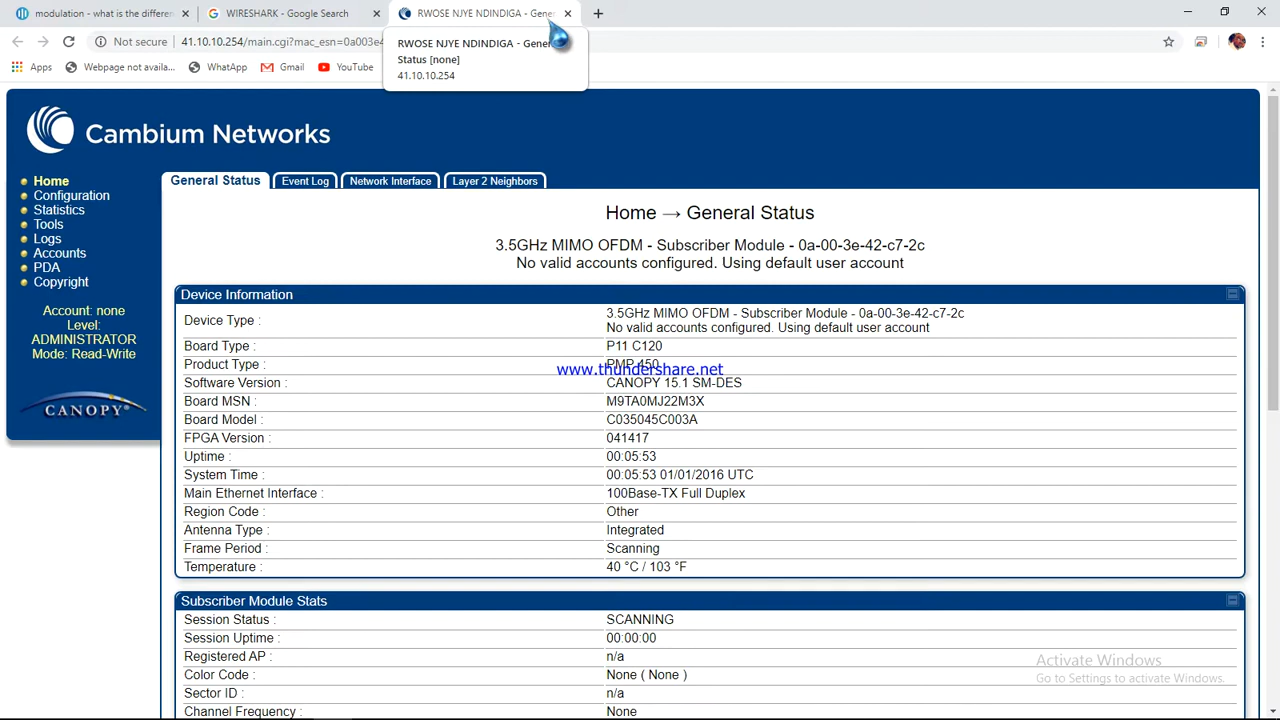 modulation - what is the differen
WIRESHARK - Google Search
RWOSE NJYE NDINDIGA - Gene
Not secure
41.10.10.254/main.cgi?mac_esn=0a003e4
RWOSE NJYE NDINDIGA - General
Status [none]
41.10.10.254
Apps
Webpage not availa...
WhatsApp
Gmail
YouTube
Cambium Networks
Home
Configuration
Statistics
Tools
Logs
Accounts
PDA
Copyright
Account: none
Level:
ADMINISTRATOR
Mode: Read-Write
CANOPY®
General Status
Event Log
Network Interface
Layer 2 Neighbors
Home → General Status
3.5GHz MIMO OFDM - Subscriber Module - 0a-00-3e-42-c7-2c
No valid accounts configured. Using default user account
Device Information
Device Type : 3.5GHz MIMO OFDM - Subscriber Module - 0a-00-3e-42-c7-2c
No valid accounts configured. Using default user account
Board Type : P11 C120
Product Type : PMP 450
www.thundershare.net
Software Version : CANOPY 15.1 SM-DES
Board MSN : M9TA0MJ22M3X
Board Model : C035045C003A
FPGA Version : 041417
Uptime : 00:05:53
System Time : 00:05:53 01/01/2016 UTC
Main Ethernet Interface : 100Base-TX Full Duplex
Region Code : Other
Antenna Type : Integrated
Frame Period : Scanning
Temperature : 40 °C / 103 °F
Subscriber Module Stats
Session Status : SCANNING
Session Uptime : 00:00:00
Registered AP : n/a
Color Code : None ( None )
Sector ID : n/a
Channel Frequency : None
Activate Windows
Go to Settings to activate Windows.